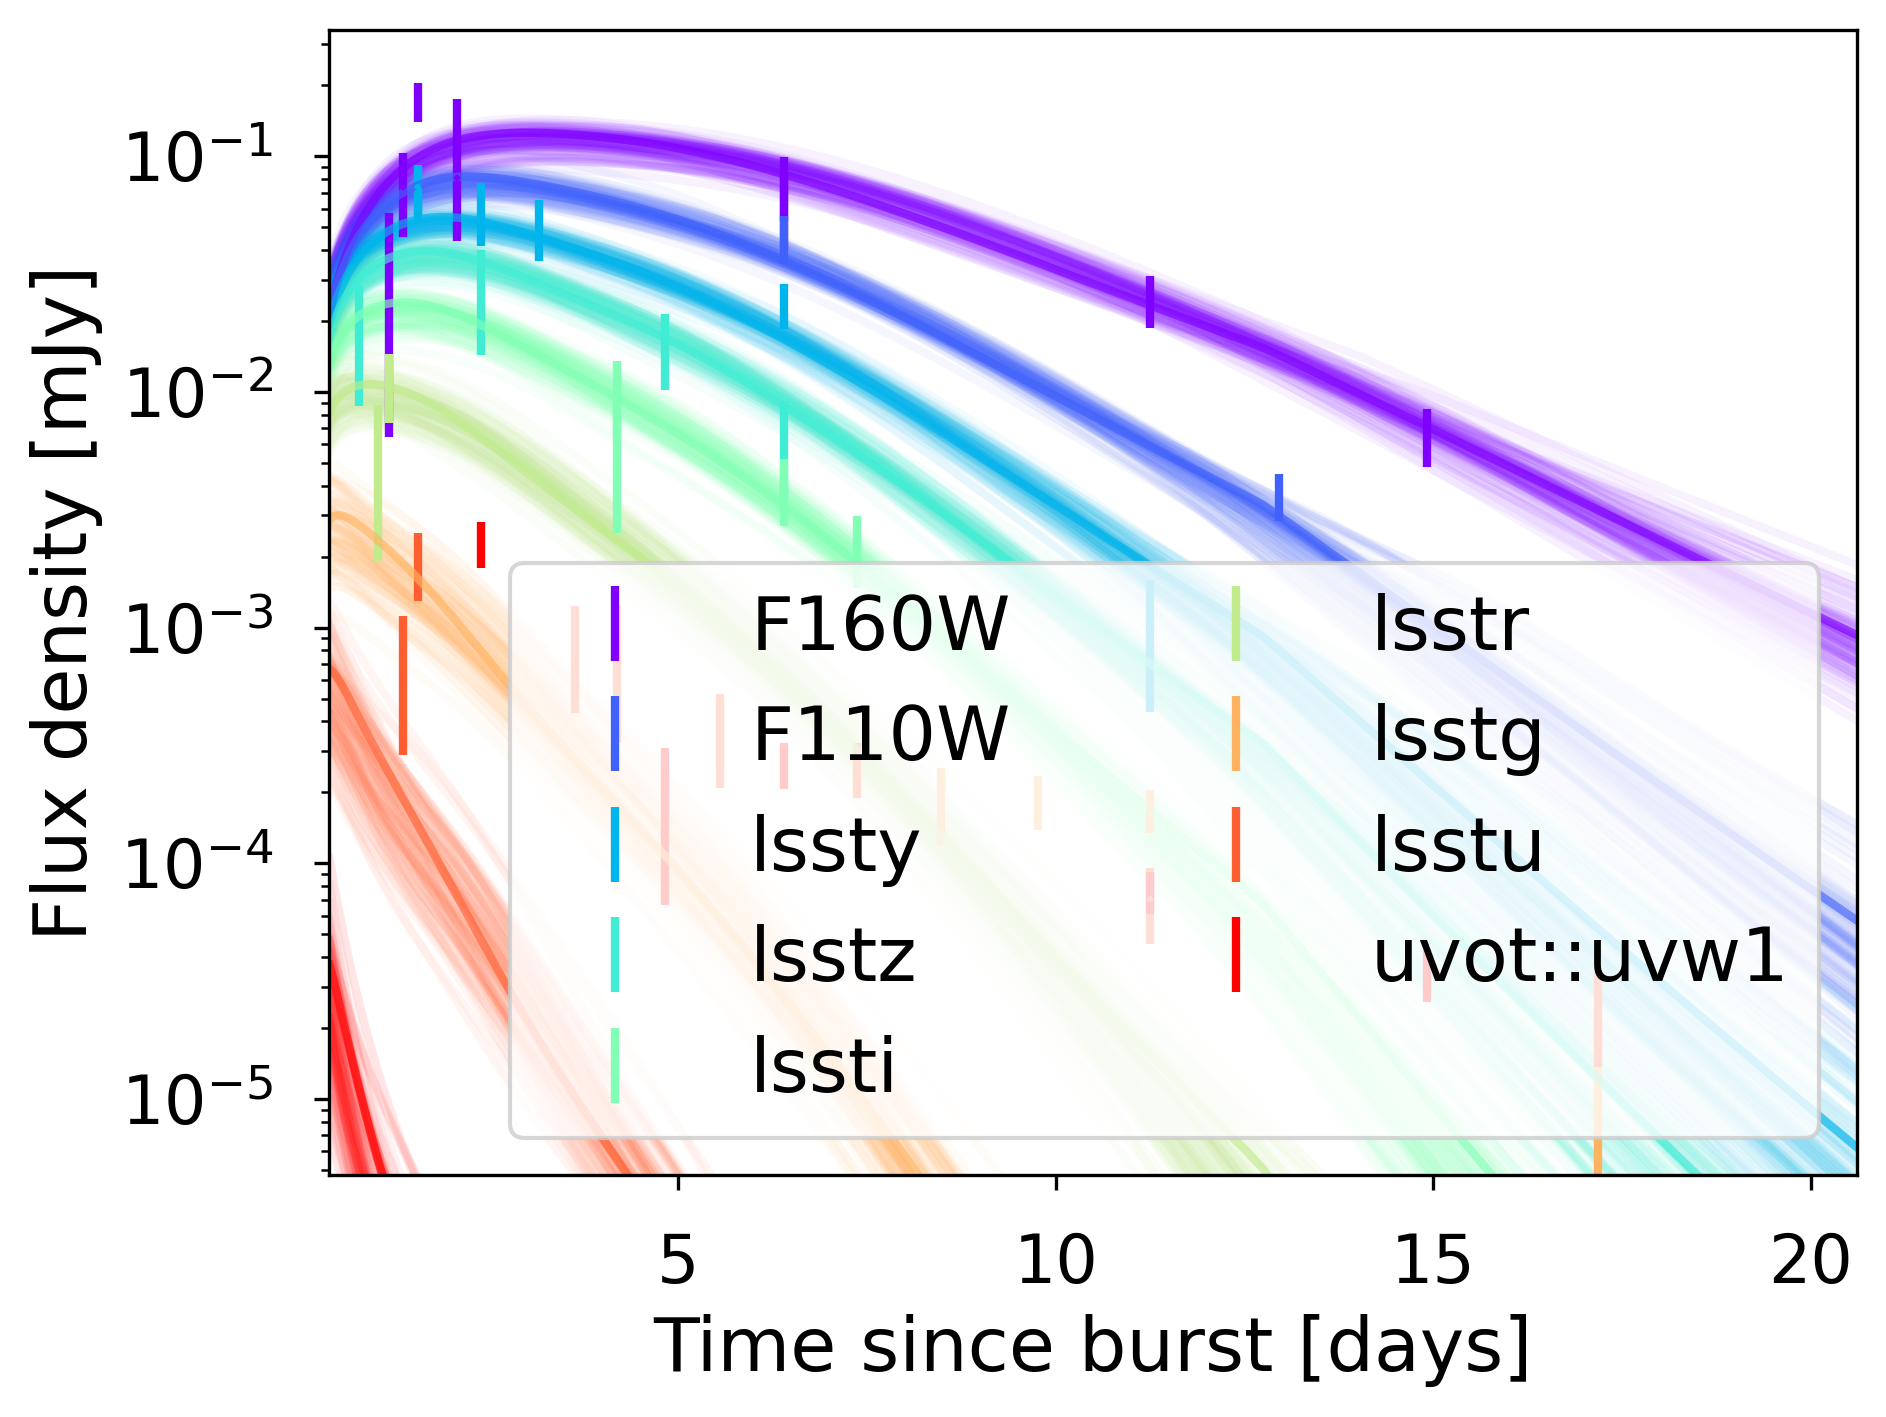 Flux density [mJy]
10⁻¹
10⁻²
10⁻³
10⁻⁴
10⁻⁵
F160W
F110W
lssty
lsstz
lssti
lsstr
lsstg
lsstu
uvot::uvw1
5 10 15 20
Time since burst [days]